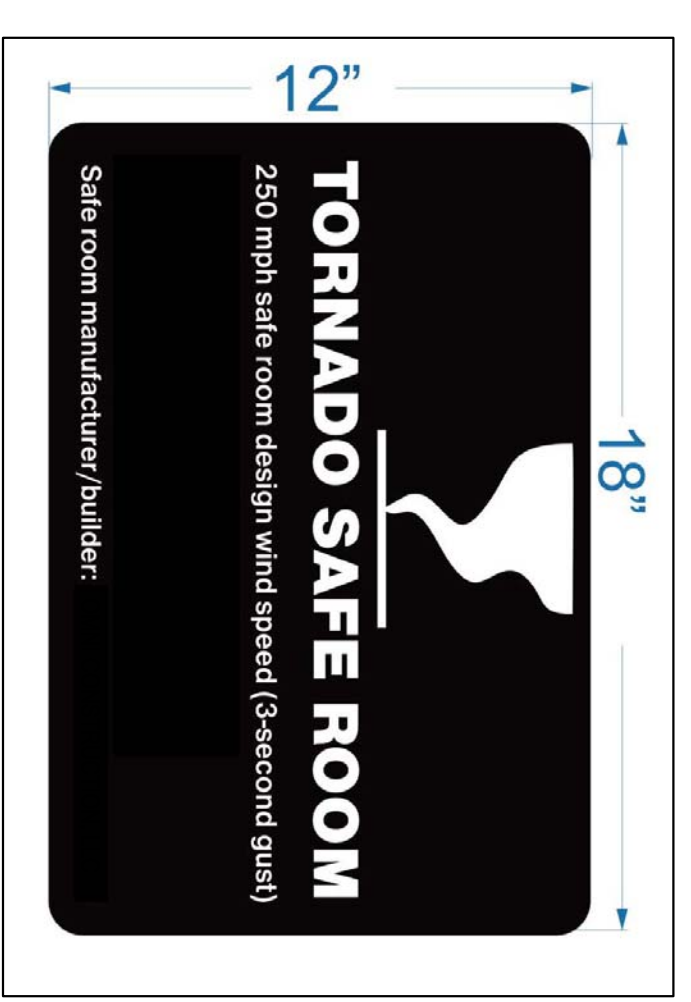 12”
18”
TORNADO SAFE ROOM
250 mph safe room design wind speed (3-second gust)
Safe room manufacturer/builder: